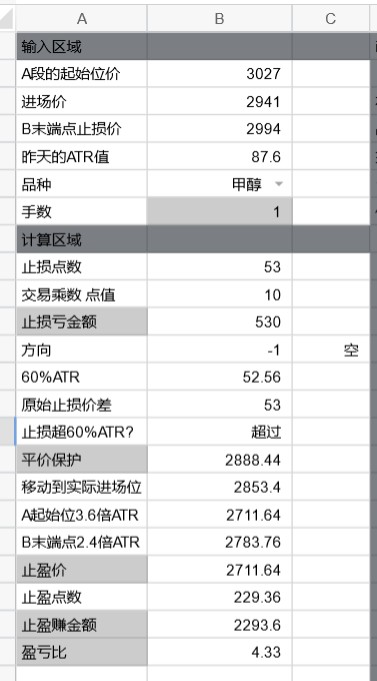 A B C
输入区域
A段的起始位价 3027
进场价 2941
B末端点止损价 2994
昨天的ATR值 87.6
品种 甲醇
手数 1
计算区域
止损点数 53
交易乘数 点值 10
止损亏金额 530
方向 -1 空
60%ATR 52.56
原始止损价差 53
止损超60%ATR? 超过
平价保护 2888.44
移动到实际进场位 2853.4
A起始位3.6倍ATR 2711.64
B末端点2.4倍ATR 2783.76
止盈价 2711.64
止盈点数 229.36
止盈赚金额 2293.6
盈亏比 4.33